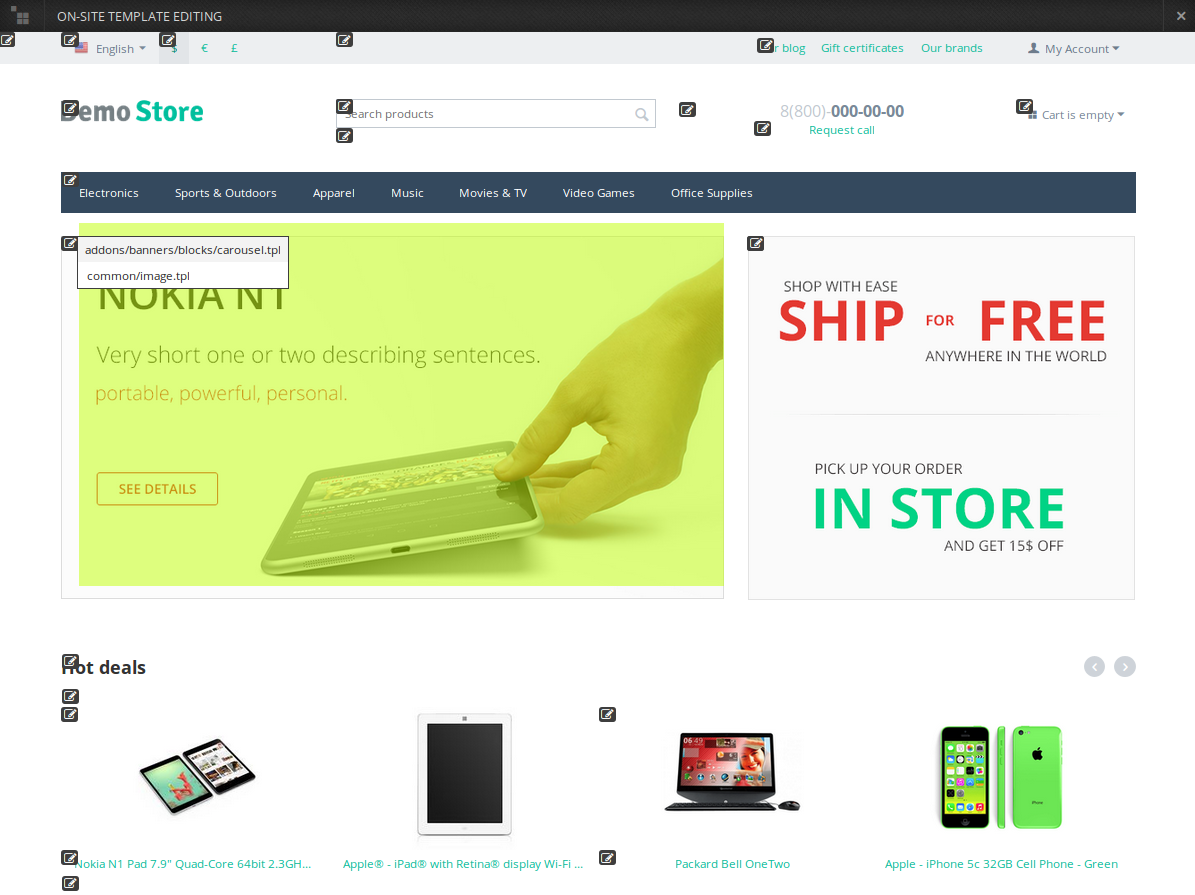 ON-SITE TEMPLATE EDITING
English
$ € £
blog Gift certificates Our brands
My Account
Demo Store
Search products
8(800)-000-00-00
Request call
Cart is empty
Electronics Sports & Outdoors Apparel Music Movies & TV Video Games Office Supplies
addons/banners/blocks/carousel.tpl
common/image.tpl
NOKIA N1
Very short one or two describing sentences.
portable, powerful, personal.
SEE DETAILS
SHOP WITH EASE
SHIP FOR FREE
ANYWHERE IN THE WORLD
PICK UP YOUR ORDER
IN STORE
AND GET 15$ OFF
Hot deals
Nokia N1 Pad 7.9" Quad-Core 64bit 2.3GH...
Apple® - iPad® with Retina® display Wi-Fi ...
Packard Bell OneTwo
Apple - iPhone 5c 32GB Cell Phone - Green